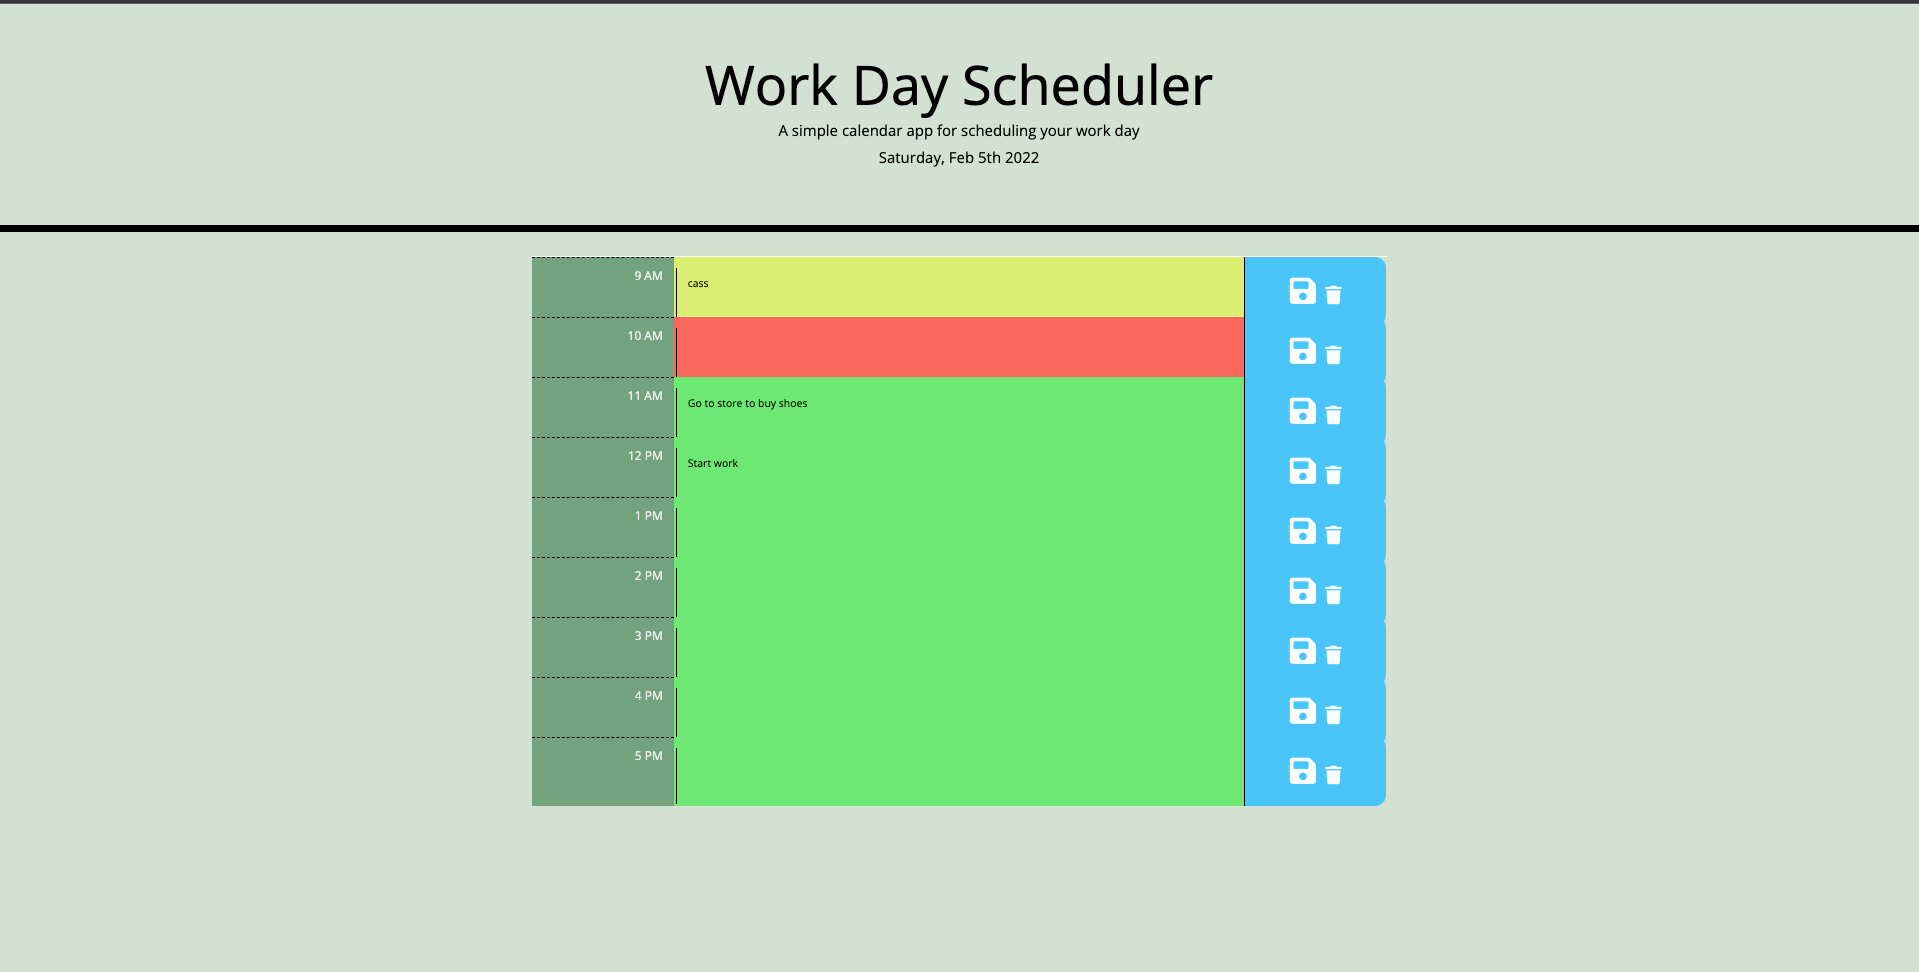 Work Day Scheduler
A simple calendar app for scheduling your work day
Saturday, Feb 5th 2022
9 AM cass
10 AM
11 AM Go to store to buy shoes
12 PM Start work
1 PM
2 PM
3 PM
4 PM
5 PM